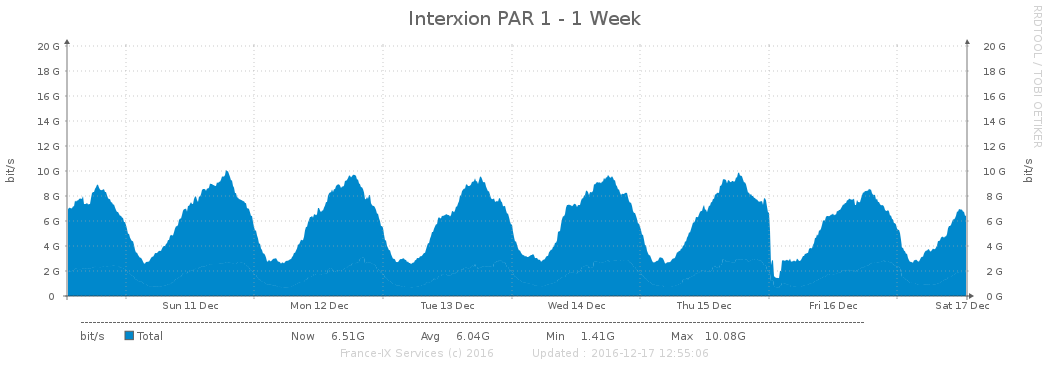 Interxion PAR 1 - 1 Week
RRDTOOL / TOBI OETIKER
bit/s
bit/s
20 G 20 G
18 G 18 G
16 G 16 G
14 G 14 G
12 G 12 G
10 G 10 G
8 G 8 G
6 G 6 G
4 G 4 G
2 G 2 G
0 0 G
Sun 11 Dec Mon 12 Dec Tue 13 Dec Wed 14 Dec Thu 15 Dec Fri 16 Dec Sat 17 Dec
bit/s Total Now 6.51G Avg 6.04G Min 1.41G Max 10.08G
France-IX Services (c) 2016 Updated : 2016-12-17 12:55:06